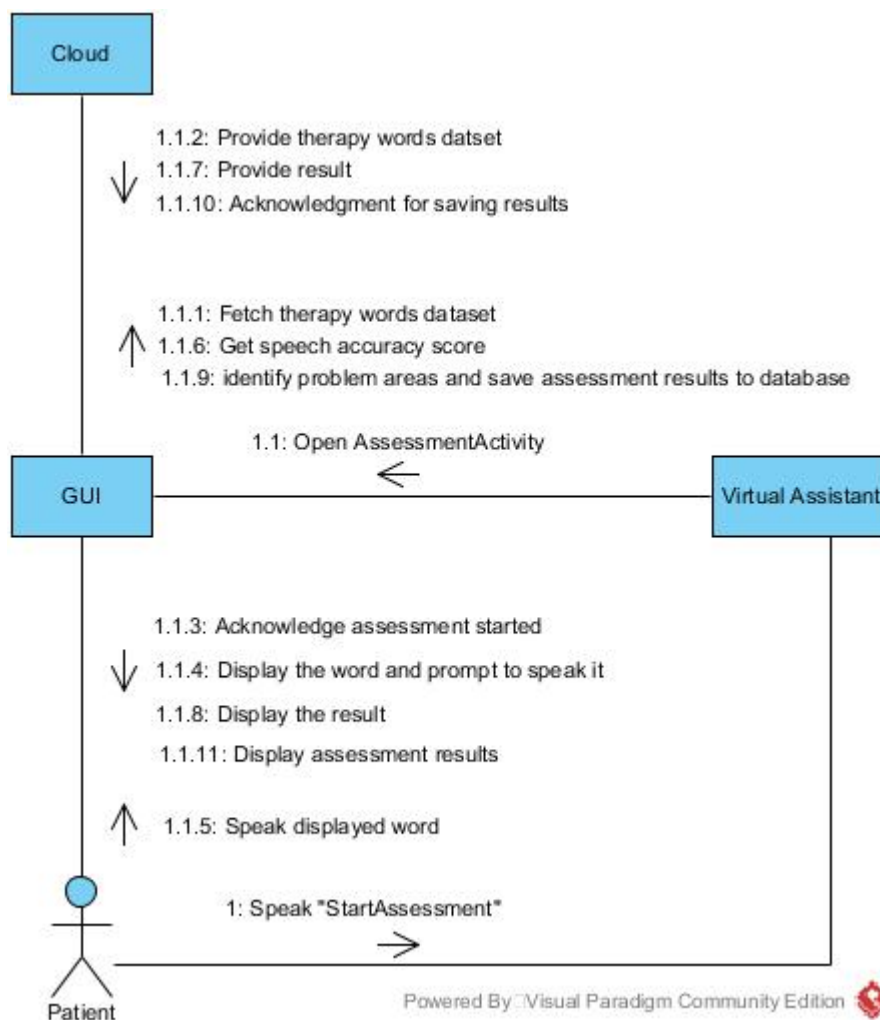 Cloud
1.1.2: Provide therapy words datset
1.1.7: Provide result
1.1.10: Acknowledgment for saving results
1.1.1: Fetch therapy words dataset
1.1.6: Get speech accuracy score
1.1.9: identify problem areas and save assessment results to database
1.1: Open AssessmentActivity
GUI
Virtual Assistant
1.1.3: Acknowledge assessment started
1.1.4: Display the word and prompt to speak it
1.1.8: Display the result
1.1.11: Display assessment results
1.1.5: Speak displayed word
1: Speak "StartAssessment"
Patient
Powered By Visual Paradigm Community Edition